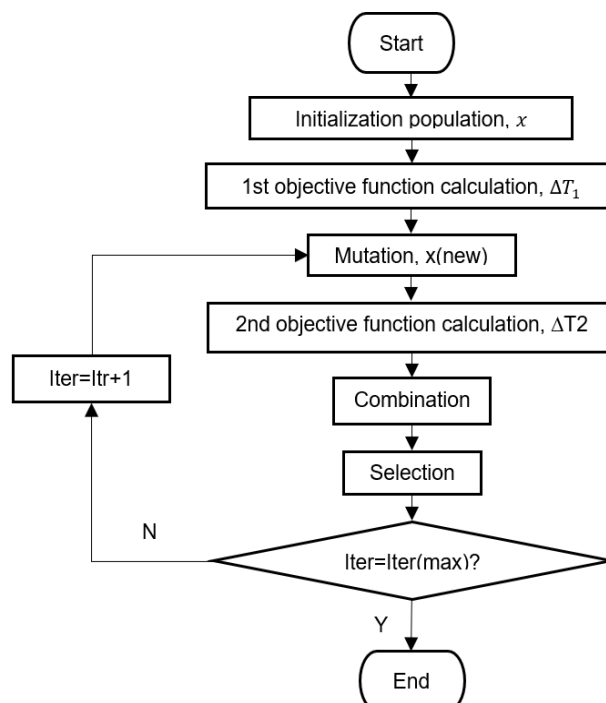 Start
Initialization population, x
1st objective function calculation, ΔT₁
Mutation, x(new)
2nd objective function calculation, ΔT2
Iter=Itr+1
Combination
Selection
N
Iter=Iter(max)?
Y
End